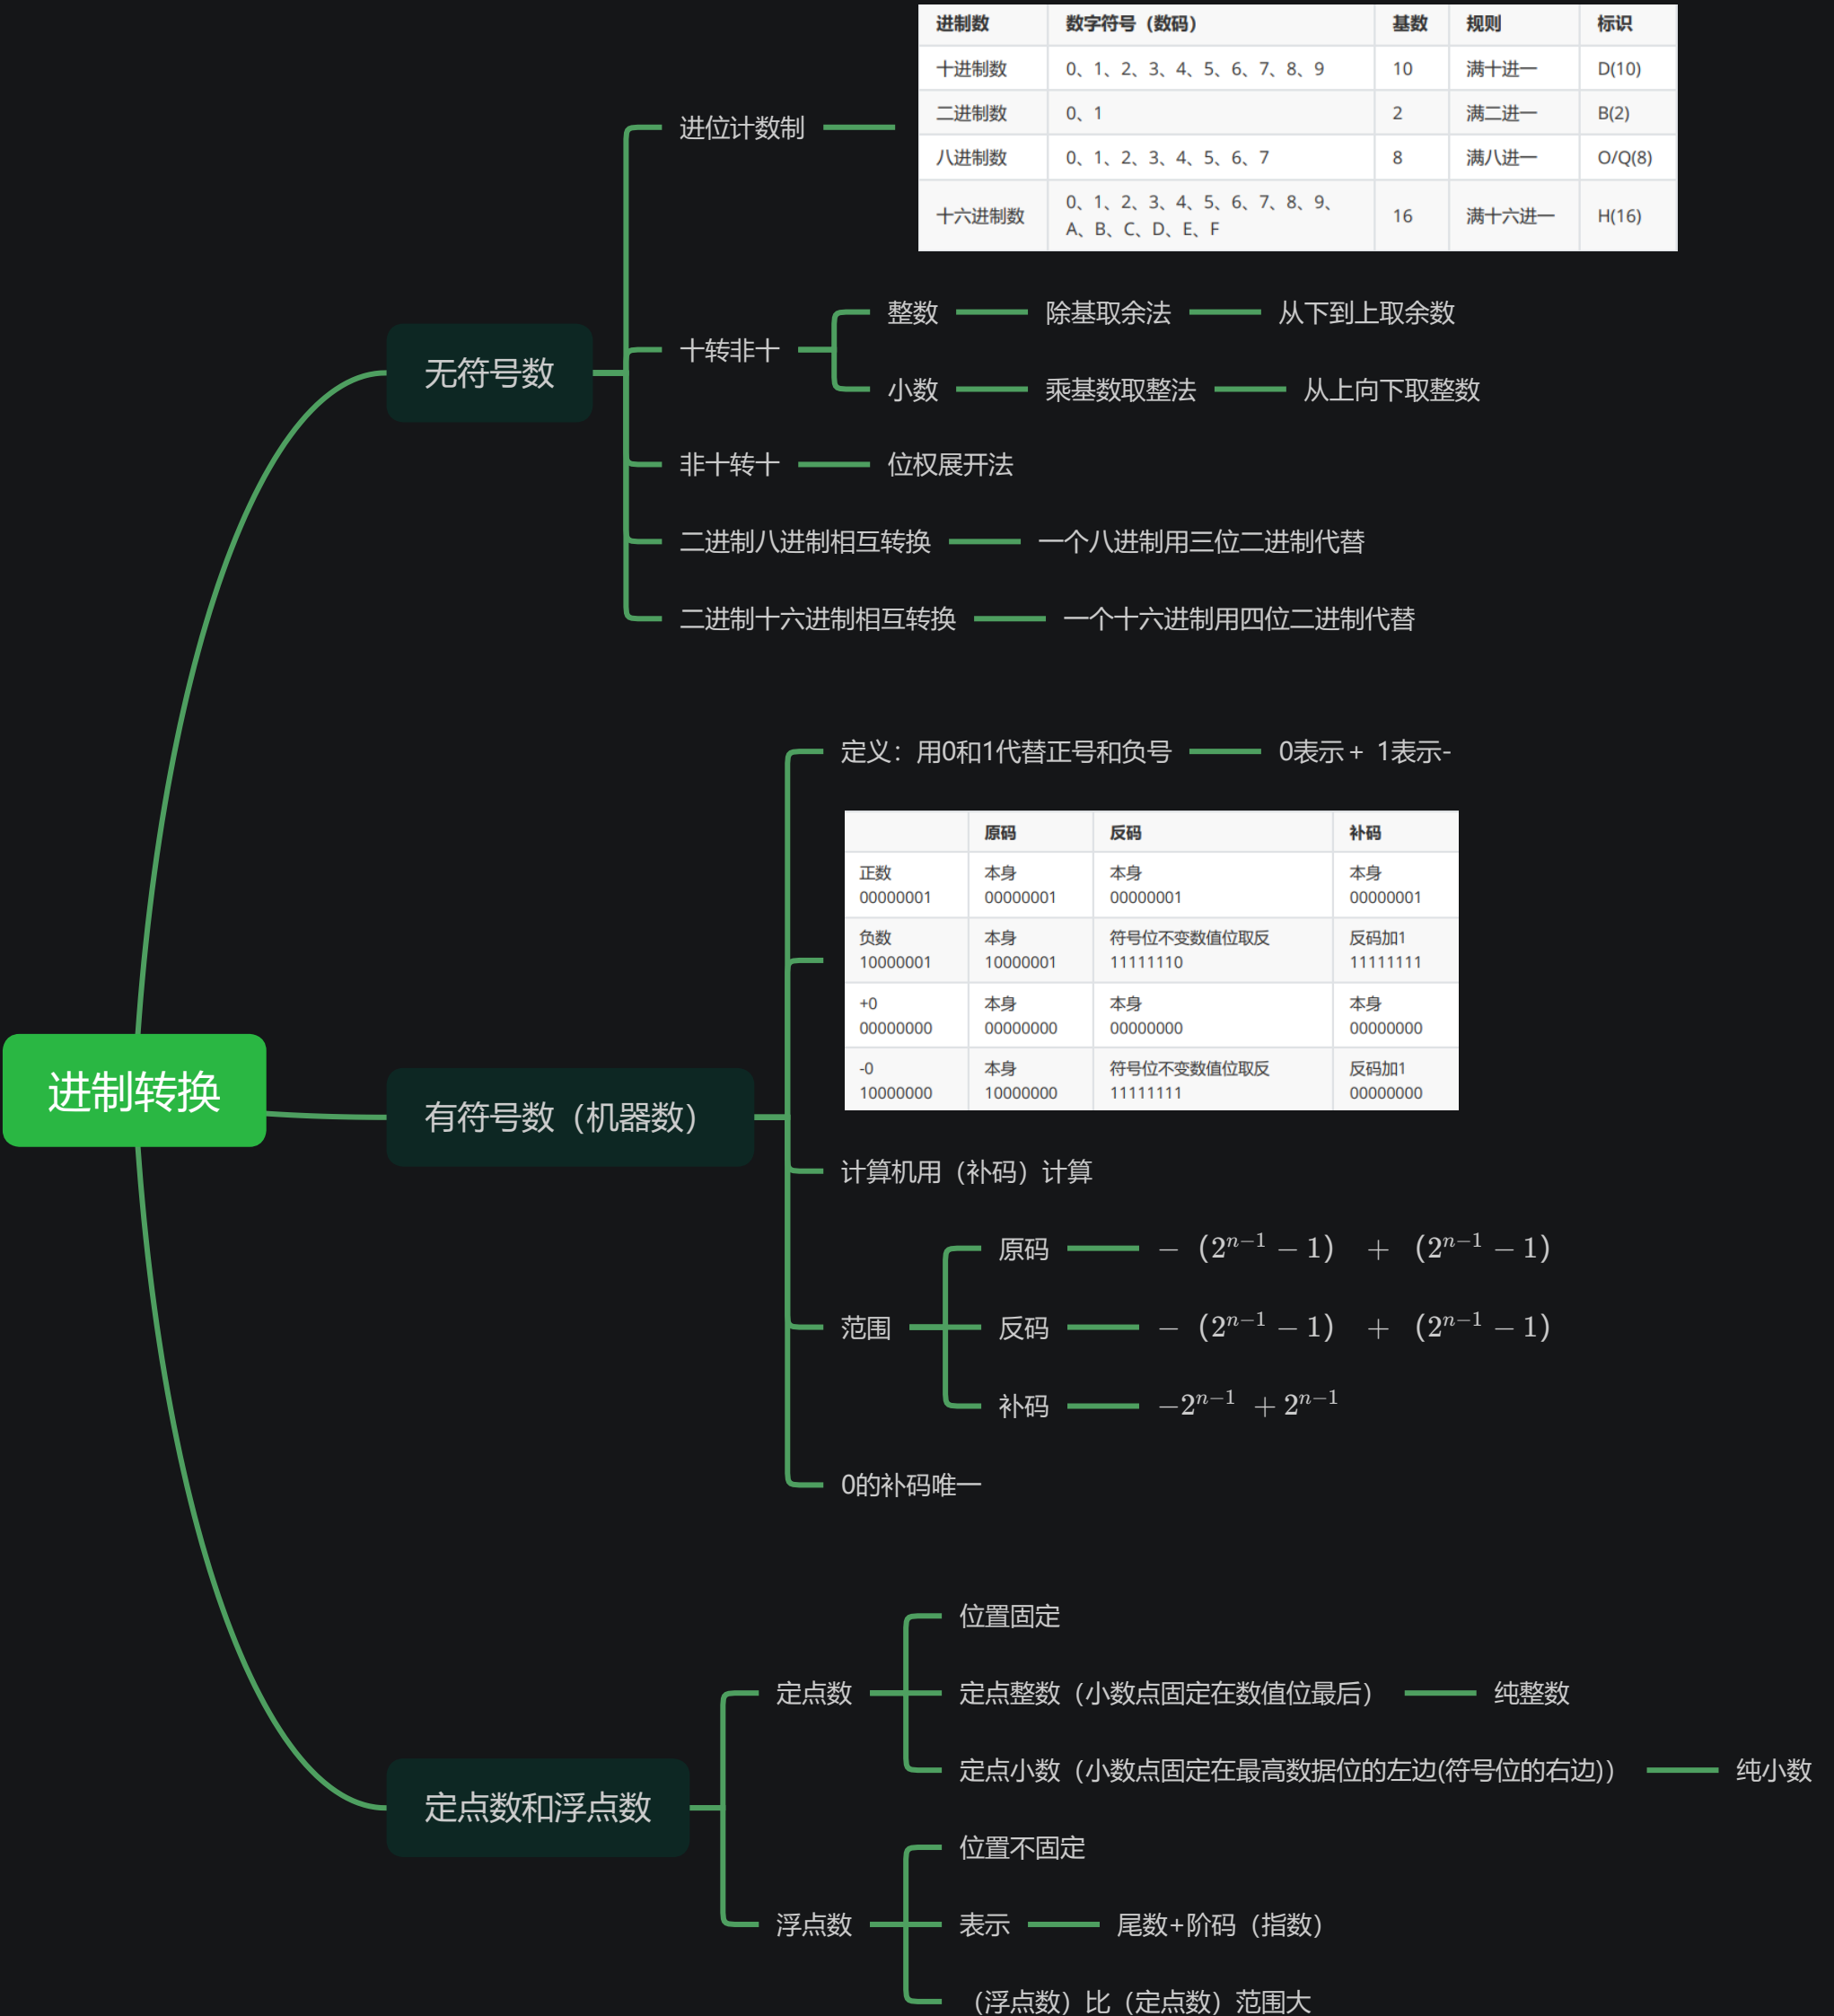 进制转换
无符号数
进位计数制
进制数 数字符号（数码） 基数 规则 标识
十进制数 0、1、2、3、4、5、6、7、8、9 10 满十进一 D(10)
二进制数 0、1 2 满二进一 B(2)
八进制数 0、1、2、3、4、5、6、7 8 满八进一 O/Q(8)
十六进制数 0、1、2、3、4、5、6、7、8、9、 16 满十六进一 H(16)
A、B、C、D、E、F
十转非十
整数 除基取余法 从下到上取余数
小数 乘基数取整法 从上向下取整数
非十转十 位权展开法
二进制八进制相互转换 一个八进制用三位二进制代替
二进制十六进制相互转换 一个十六进制用四位二进制代替
有符号数（机器数）
定义：用0和1代替正号和负号 0表示 + 1表示-
原码 反码 补码
正数 本身 本身 本身
00000001 00000001 00000001 00000001
负数 本身 符号位不变数值位取反 反码加1
10000001 10000001 11111110 11111111
+0 本身 本身 本身
00000000 00000000 00000000 00000000
-0 本身 符号位不变数值位取反 反码加1
10000000 10000000 11111111 00000000
计算机用（补码）计算
范围
原码 −（2^{n−1} − 1） +（2^{n−1} − 1）
反码 −（2^{n−1} − 1） +（2^{n−1} − 1）
补码 −2^{n−1} +2^{n−1}
0的补码唯一
定点数和浮点数
定点数
位置固定
定点整数（小数点固定在数值位最后） 纯整数
定点小数（小数点固定在最高数据位的左边(符号位的右边)） 纯小数
浮点数
位置不固定
表示 尾数+阶码（指数）
（浮点数）比（定点数）范围大